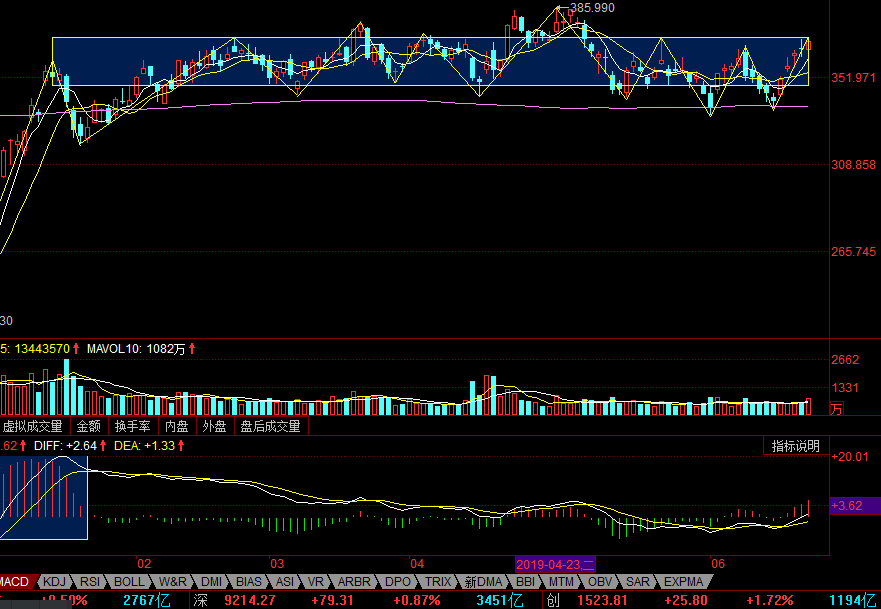 385.990
351.971
308.858
265.745
30
5: 13443570↑ MAVOL10: 1082万↑
2662
1331
万
虚拟成交量 金额 换手率 内盘 外盘 盘后成交量
.62↑ DIFF: +2.64↑ DEA: +1.33↑ 指标说明
+20.01
+3.62
02 03 04 2019-04-23,二 06
MACD KDJ RSI BOLL W&R DMI BIAS ASI VR ARBR DPO TRIX 新DMA BBI MTM OBV SAR EXPMA
2767亿 深 9214.27 +79.31 +0.87% 3451亿 创 1523.81 +25.80 +1.72% 1194亿